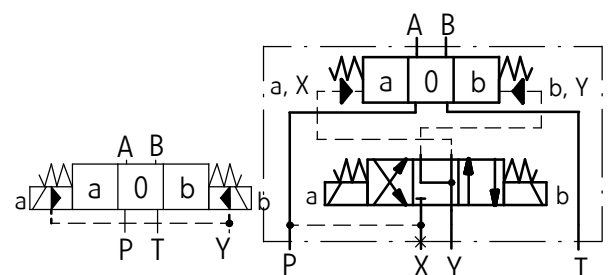 A B
a 0 b
a, X b, Y
A B
a 0 b
a b
a b
P T Y
P X Y T